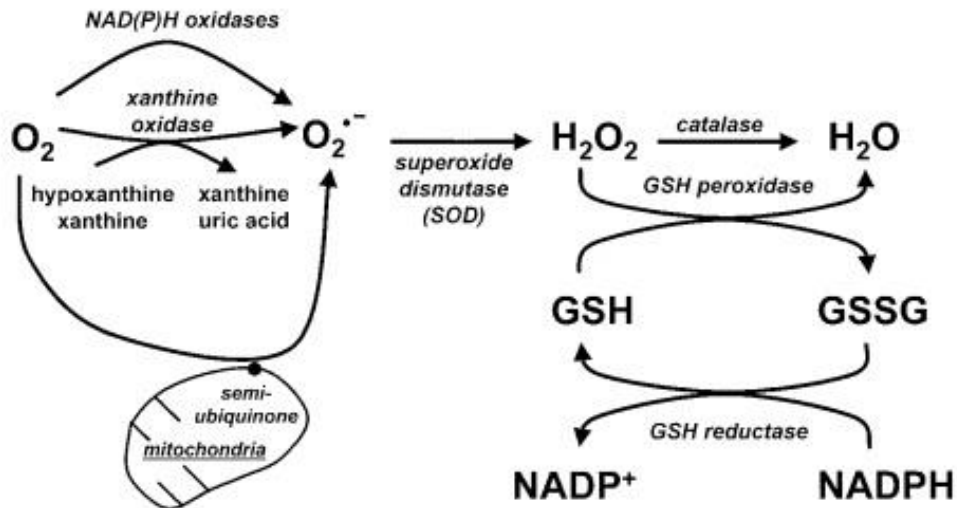 NAD(P)H oxidases
xanthine
oxidase
O₂
O₂•−
hypoxanthine
xanthine
xanthine
uric acid
superoxide
dismutase
(SOD)
H₂O₂
catalase
H₂O
GSH peroxidase
GSH
GSSG
semi-
ubiquinone
mitochondria
GSH reductase
NADP⁺
NADPH